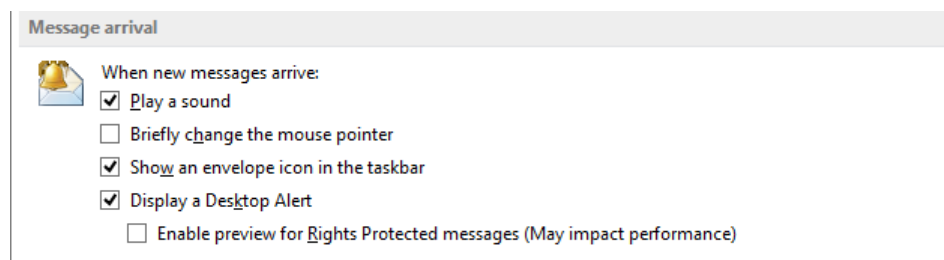 Message arrival
When new messages arrive:
Play a sound
Briefly change the mouse pointer
Show an envelope icon in the taskbar
Display a Desktop Alert
Enable preview for Rights Protected messages (May impact performance)